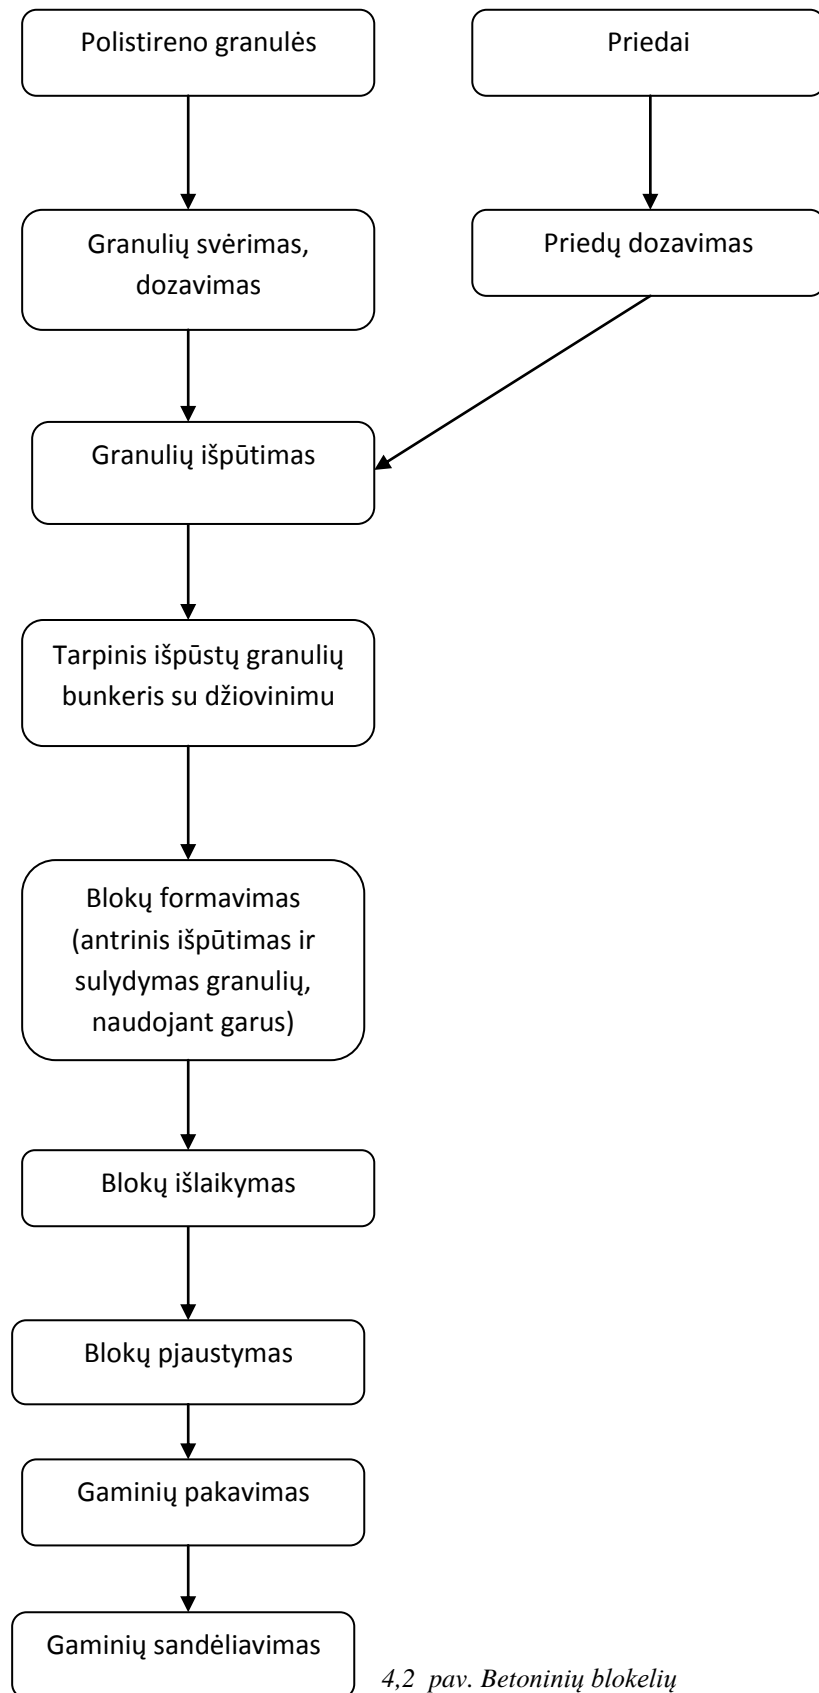 Polistireno granulės
Priedai
Granulių svėrimas,
dozavimas
Priedų dozavimas
Granulių išpūtimas
Tarpinis išpūstų granulių
bunkeris su džiovinimu
Blokų formavimas
(antrinis išpūtimas ir
sulydymas granulių,
naudojant garus)
Blokų išlaikymas
Blokų pjaustymas
Gaminių pakavimas
Gaminių sandėliavimas
4,2 pav. Betoninių blokelių